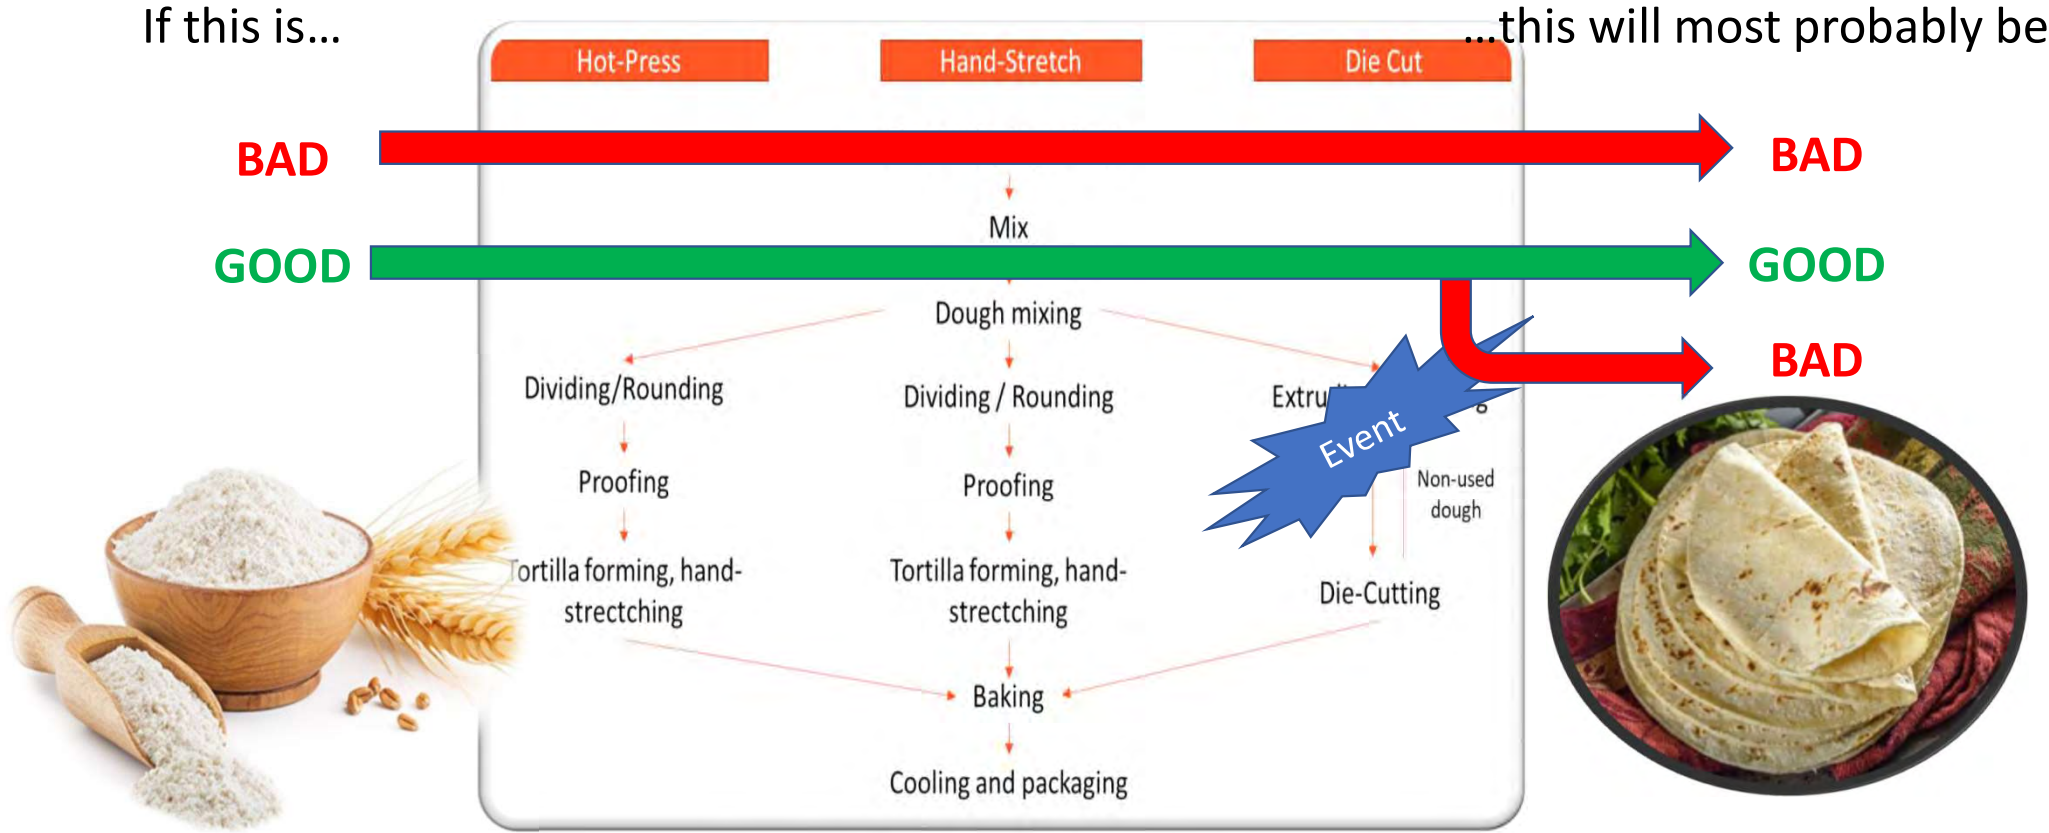 If this is...
...this will most probably be
Hot-Press
Hand-Stretch
Die Cut
BAD
BAD
Mix
GOOD
GOOD
Dough mixing
BAD
Dividing/Rounding
Dividing / Rounding
Event
Proofing
Proofing
Non-used
dough
Tortilla forming, hand-
strectching
Tortilla forming, hand-
strectching
Die-Cutting
Baking
Cooling and packaging